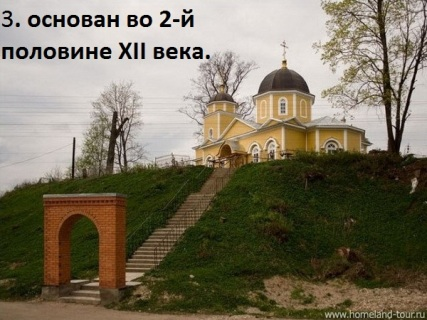 3. основан во 2-й
половине XII века.
www.homeland-tour.ru